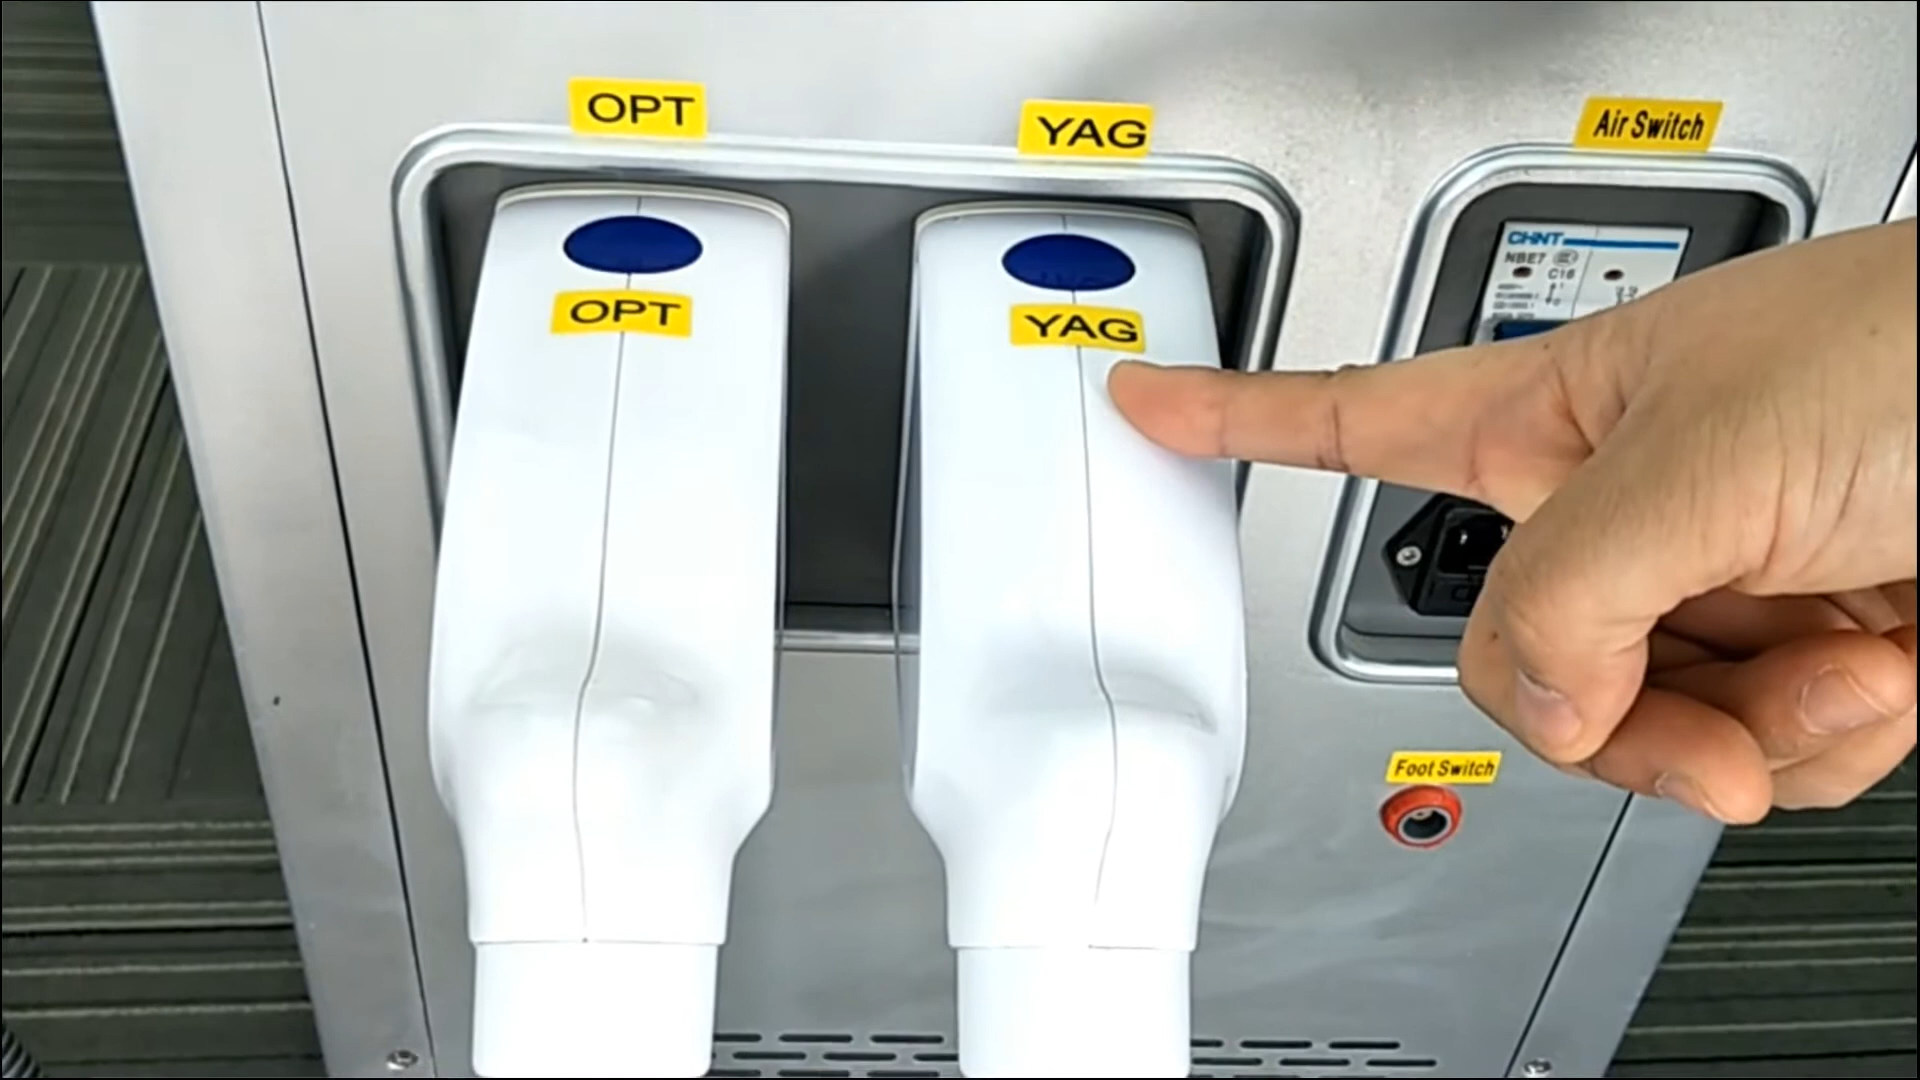 OPT
YAG
Air Switch
OPT
YAG
CHNT
NBE7
C16
Foot Switch